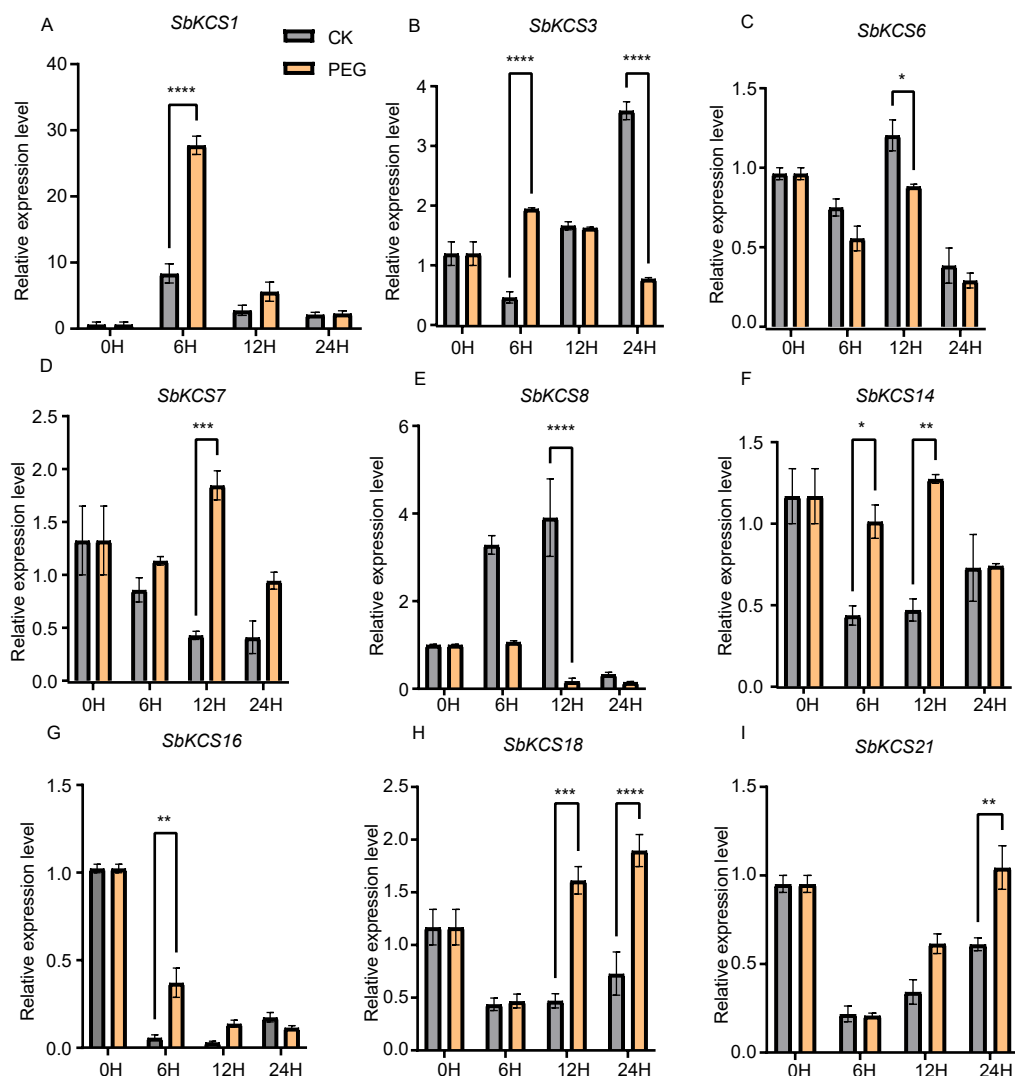 A
SbKCS1
CK
PEG
Relative expression level
40
30
20
10
0
****
0H 6H 12H 24H
B
SbKCS3
Relative expression level
4
3
2
1
0
**** ****
0H 6H 12H 24H
C
SbKCS6
Relative expression level
1.5
1.0
0.5
0.0
*
0H 6H 12H 24H
D
SbKCS7
Relative expression level
2.5
2.0
1.5
1.0
0.5
0.0
***
0H 6H 12H 24H
E
SbKCS8
Relative expression level
6
4
2
0
****
0H 6H 12H 24H
F
SbKCS14
Relative expression level
1.5
1.0
0.5
0.0
* **
0H 6H 12H 24H
G
SbKCS16
Relative expression level
1.5
1.0
0.5
0.0
**
0H 6H 12H 24H
H
SbKCS18
Relative expression level
2.5
2.0
1.5
1.0
0.5
0.0
*** ****
0H 6H 12H 24H
I
SbKCS21
Relative expression level
1.5
1.0
0.5
0.0
**
0H 6H 12H 24H